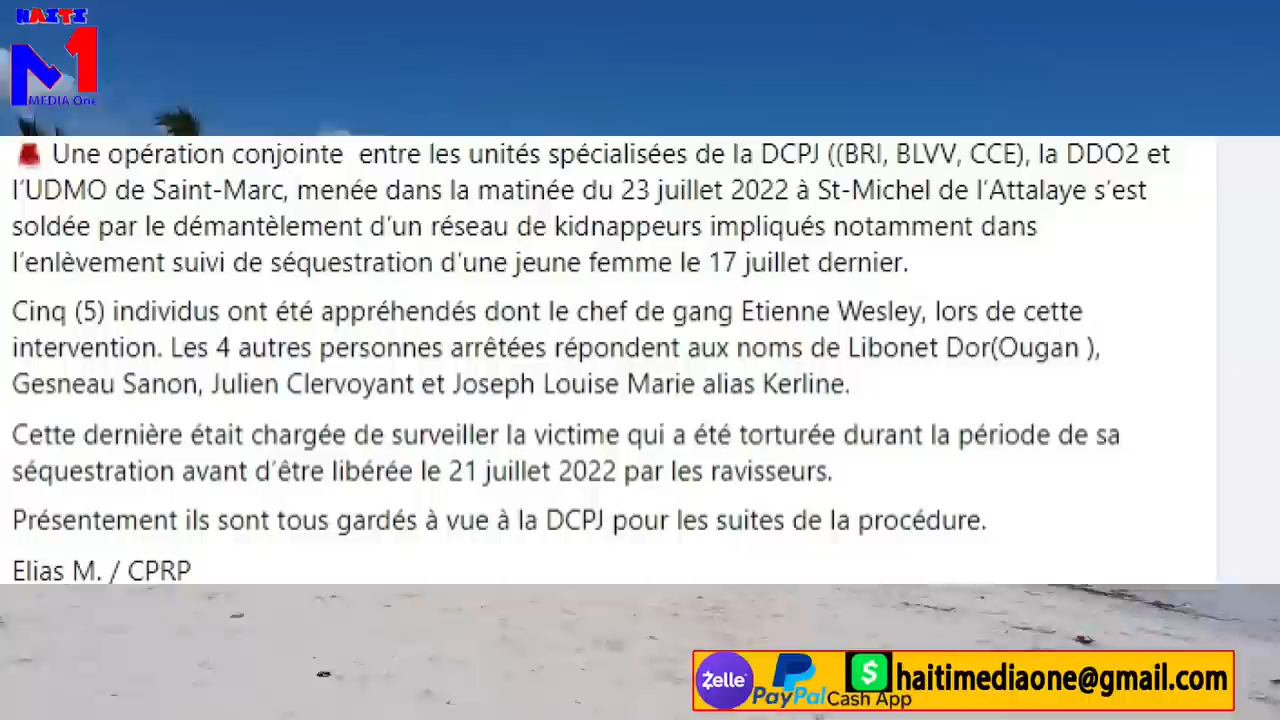 HAITI
M1
MEDIA One
Une opération conjointe entre les unités spécialisées de la DCPJ ((BRI, BLVV, CCE), la DDO2 et
l’UDMO de Saint-Marc, menée dans la matinée du 23 juillet 2022 à St-Michel de l’Attalaye s’est
soldée par le démantèlement d’un réseau de kidnappeurs impliqués notamment dans
l’enlèvement suivi de séquestration d’une jeune femme le 17 juillet dernier.
Cinq (5) individus ont été appréhendés dont le chef de gang Etienne Wesley, lors de cette
intervention. Les 4 autres personnes arrêtées répondent aux noms de Libonet Dor(Ougan ),
Gesneau Sanon, Julien Clervoyant et Joseph Louise Marie alias Kerline.
Cette dernière était chargée de surveiller la victime qui a été torturée durant la période de sa
séquestration avant d’être libérée le 21 juillet 2022 par les ravisseurs.
Présentement ils sont tous gardés à vue à la DCPJ pour les suites de la procédure.
Elias M. / CPRP
Zelle PayPal $ Cash App haitimediaone@gmail.com